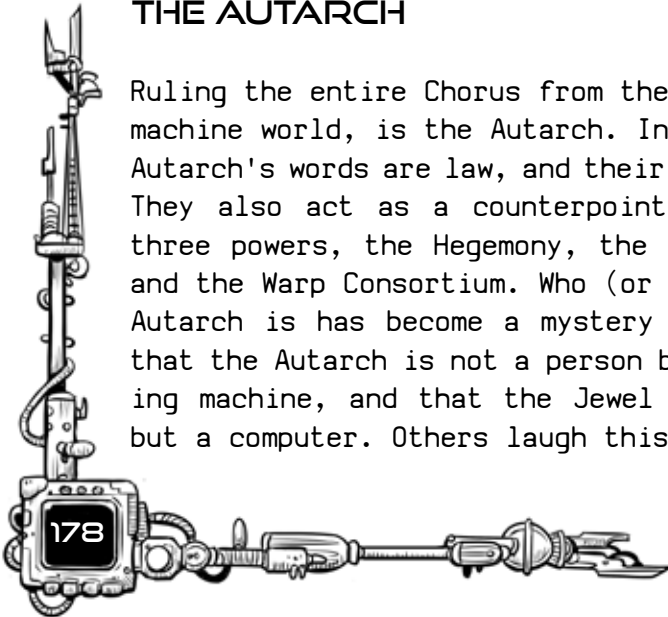 THE AUTARCH
Ruling the entire Chorus from the
machine world, is the Autarch. In
Autarch's words are law, and their
They also act as a counterpoint
three powers, the Hegemony, the
and the Warp Consortium. Who (or
Autarch is has become a mystery
that the Autarch is not a person b
ing machine, and that the Jewel
but a computer. Others laugh this
178